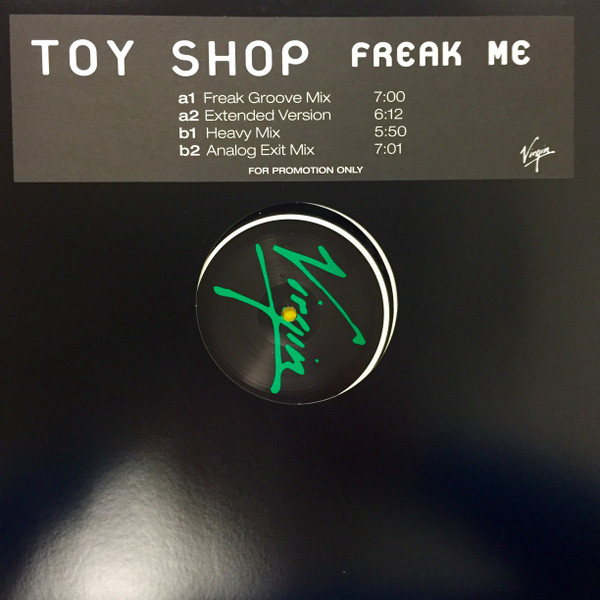 TOY SHOP FREAK ME
a1 Freak Groove Mix 7:00
a2 Extended Version 6:12
b1 Heavy Mix 5:50
b2 Analog Exit Mix 7:01
Virgin
FOR PROMOTION ONLY
Virgin